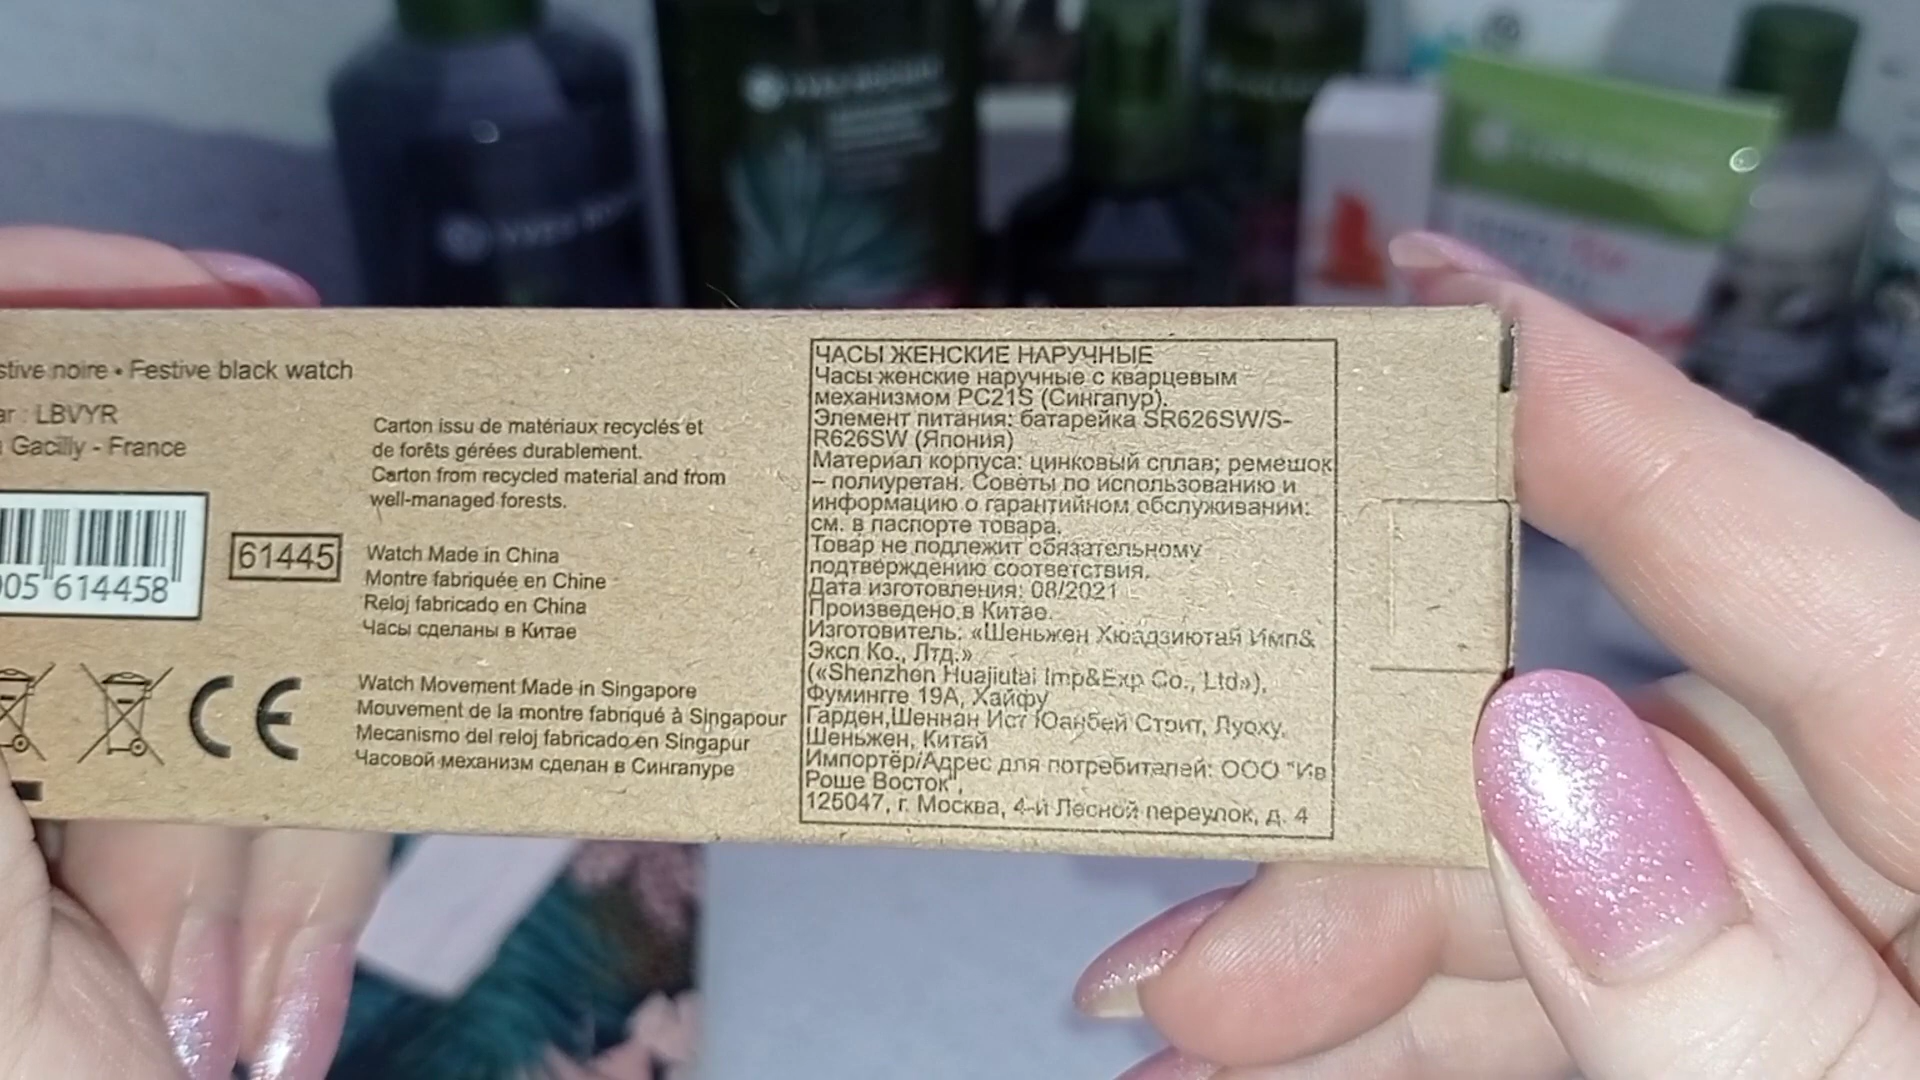 stive noire • Festive black watch
ar : LBVYR
Gacilly - France
005 614458
61445
Carton issu de matériaux recyclés et
de forêts gérées durablement.
Carton from recycled material and from
well-managed forests.
Watch Made in China
Montre fabriquée en Chine
Reloj fabricado en China
Часы сделаны в Китае
CE
Watch Movement Made in Singapore
Mouvement de la montre fabriqué à Singapour
Mecanismo del reloj fabricado en Singapur
Часовой механизм сделан в Сингапуре
ЧАСЫ ЖЕНСКИЕ НАРУЧНЫЕ
Часы женские наручные с кварцевым
механизмом PC21S (Сингапур).
Элемент питания: батарейка SR626SW/S-
R626SW (Япония)
Материал корпуса: цинковый сплав; ремешок
– полиуретан. Советы по использованию и
информацию о гарантийном обслуживании:
см. в паспорте товара.
Товар не подлежит обязательному
подтверждению соответствия.
Дата изготовления: 08/2021
Произведено в Китае.
Изготовитель: «Шеньжен Хюадзиютай Имп&
Эксп Ко., Лтд.»
(«Shenzhen Huajiutai Imp&Exp Co., Ltd»),
Фумингге 19А, Хайфу
Гарден,Шеннан Ист Юанбей Стрит, Луоху,
Шеньжен, Китай
Импортёр/Адрес для потребителей: ООО "Ив
Роше Восток",
125047, г. Москва, 4-й Лесной переулок, д. 4